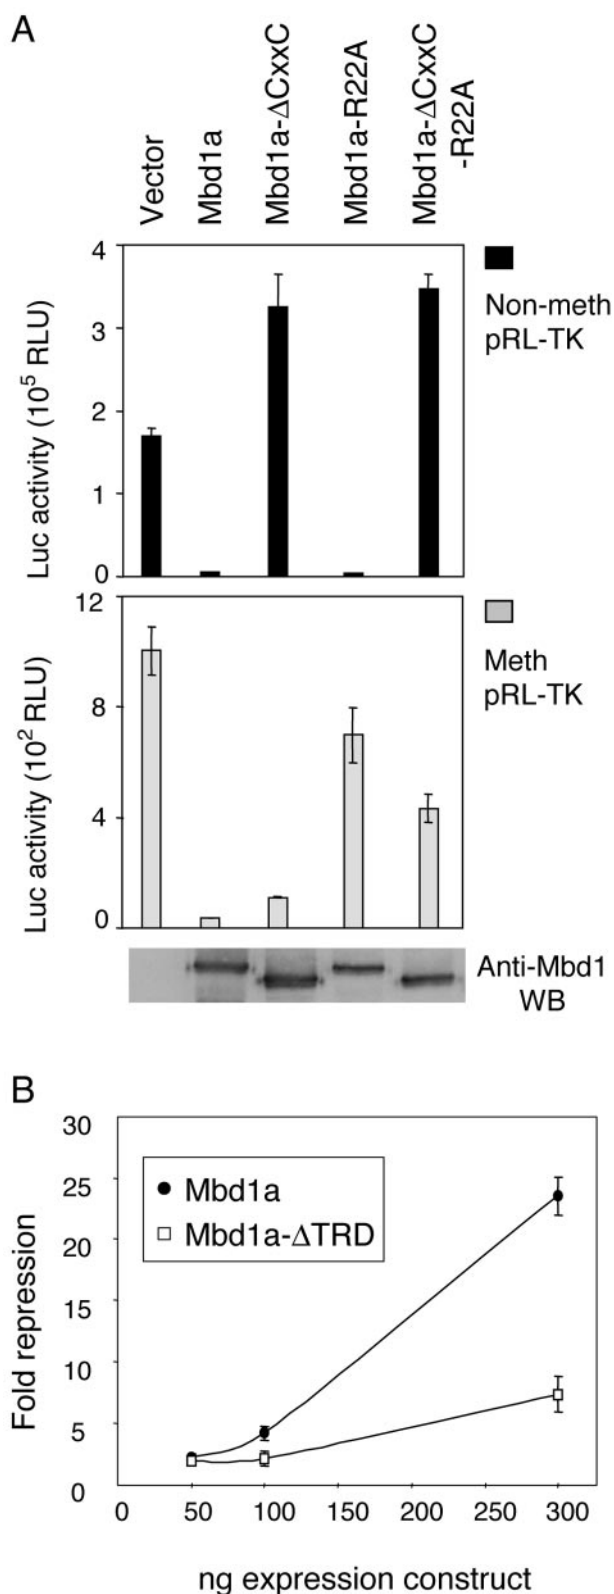 A
Vector
Mbd1a
Mbd1a-ΔCxxC
Mbd1a-R22A
Mbd1a-ΔCxxC
-R22A
Luc activity (10⁵ RLU)
4
3
2
1
0
Non-meth
pRL-TK
Luc activity (10² RLU)
12
8
4
0
Meth
pRL-TK
Anti-Mbd1
WB
B
Fold repression
30
25
20
15
10
5
0
Mbd1a
Mbd1a-ΔTRD
0 50 100 150 200 250 300
ng expression construct